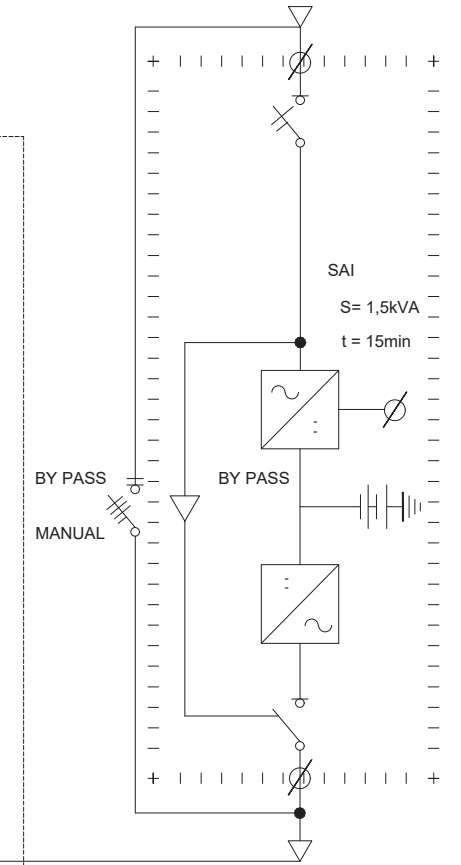 SAI
S= 1,5kVA
t = 15min
BY PASS
BY PASS
MANUAL